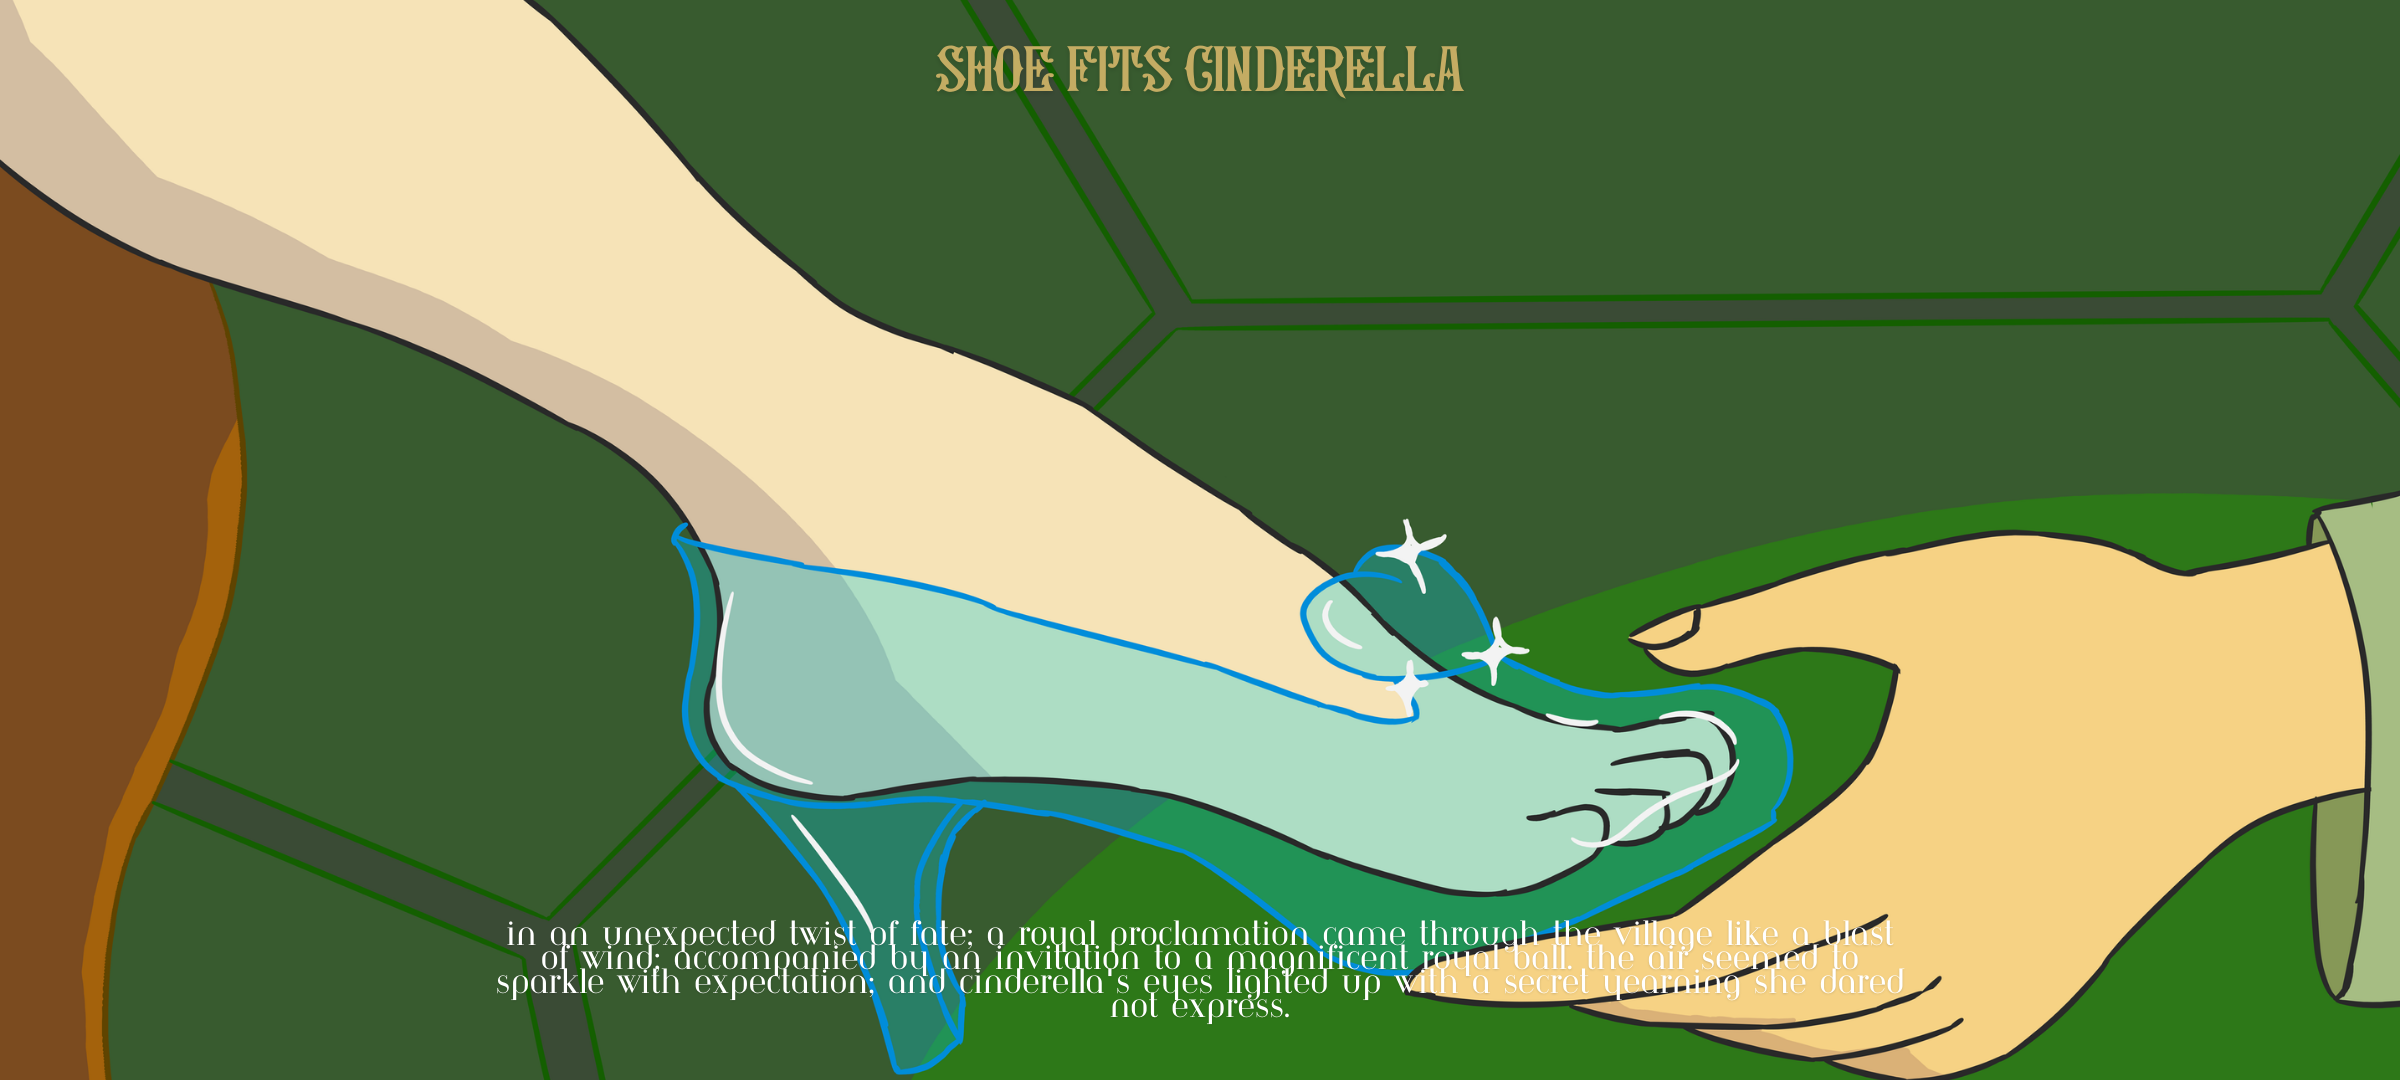 SHOE FITS CINDERELLA
in an unexpected twist of fate; a royal proclamation came through the village like a blast
of wind; accompanied by an invitation to a magnificent royal ball. the air seemed to
sparkle with expectation; and cinderella's eyes lighted up with a secret yearning she dared
not express.